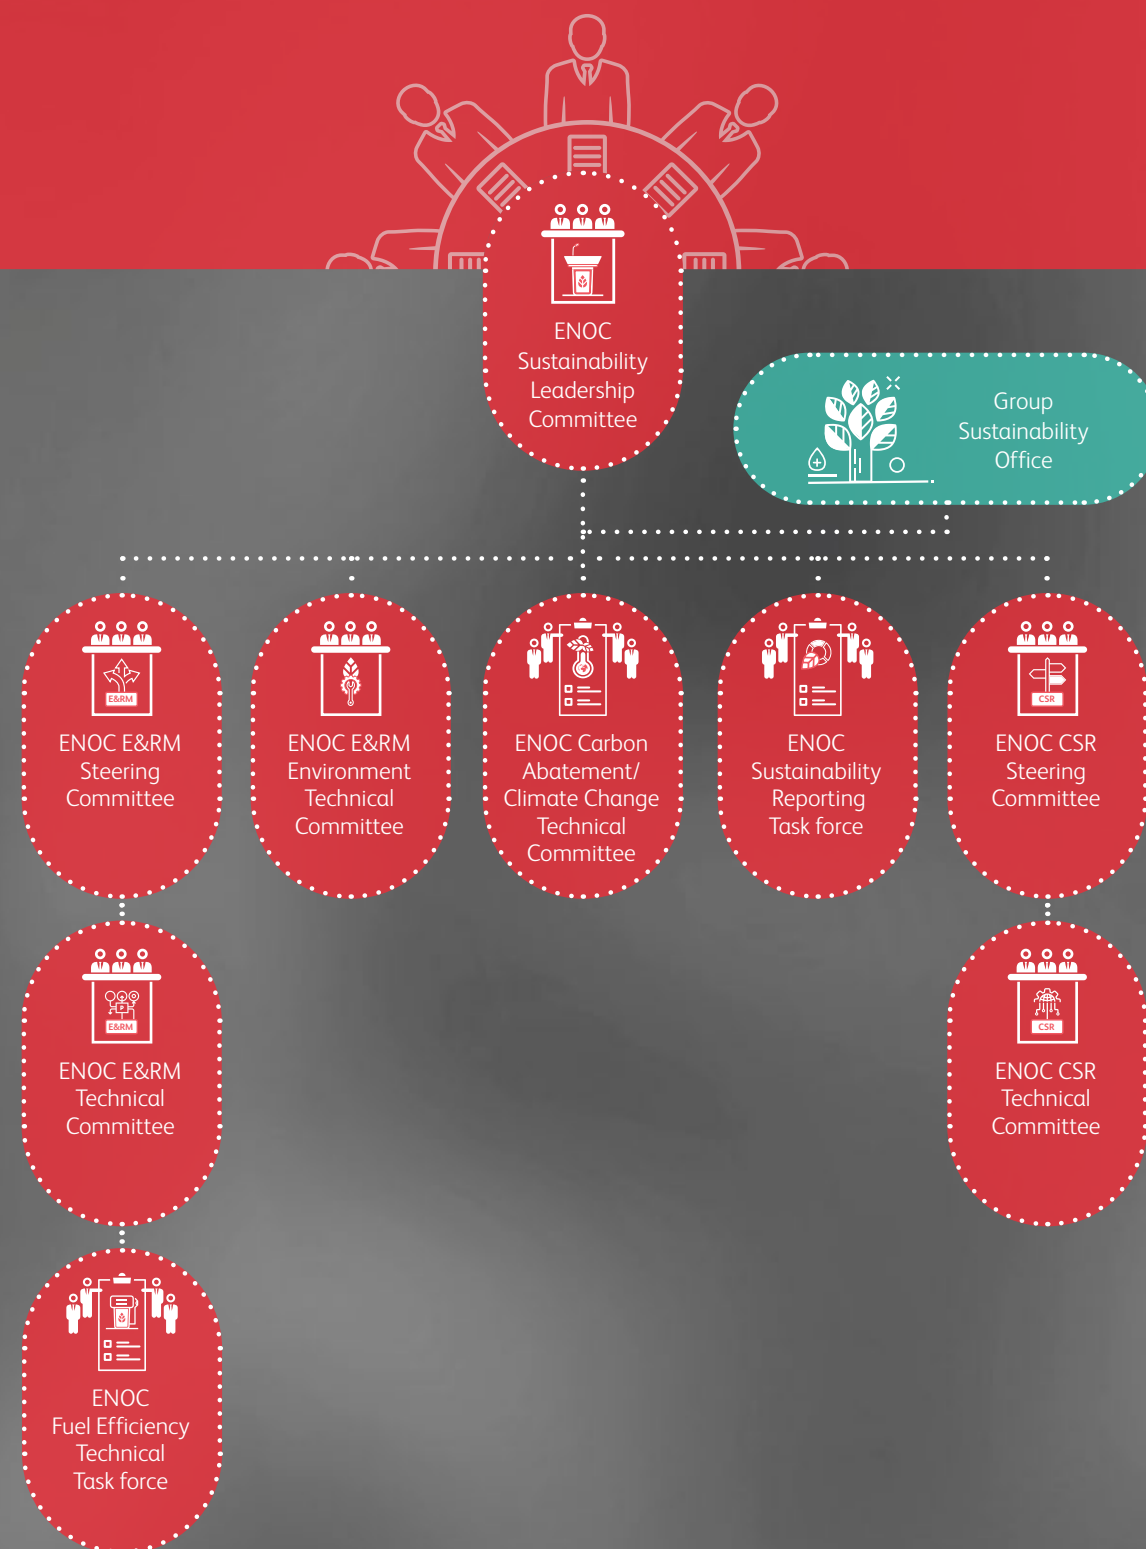 ENOC
Sustainability
Leadership
Committee
Group
Sustainability
Office
E&RM
ENOC E&RM
Steering
Committee
ENOC E&RM
Environment
Technical
Committee
ENOC Carbon
Abatement/
Climate Change
Technical
Committee
ENOC
Sustainability
Reporting
Task force
CSR
ENOC CSR
Steering
Committee
E&RM
ENOC E&RM
Technical
Committee
CSR
ENOC CSR
Technical
Committee
ENOC
Fuel Efficiency
Technical
Task force